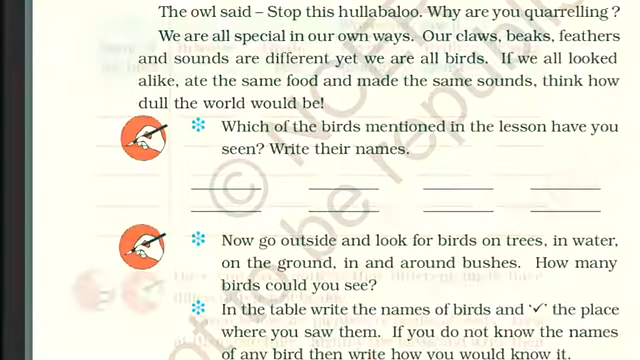 The owl said – Stop this hullabaloo. Why are you quarrelling ?
We are all special in our own ways. Our claws, beaks, feathers
and sounds are different yet we are all birds. If we all looked
alike, ate the same food and made the same sounds, think how
dull the world would be!
Which of the birds mentioned in the lesson have you
seen? Write their names.
Now go outside and look for birds on trees, in water,
on the ground, in and around bushes. How many
birds could you see?
In the table write the names of birds and ‘✓’ the place
where you saw them. If you do not know the names
of any bird then write how you would know it.